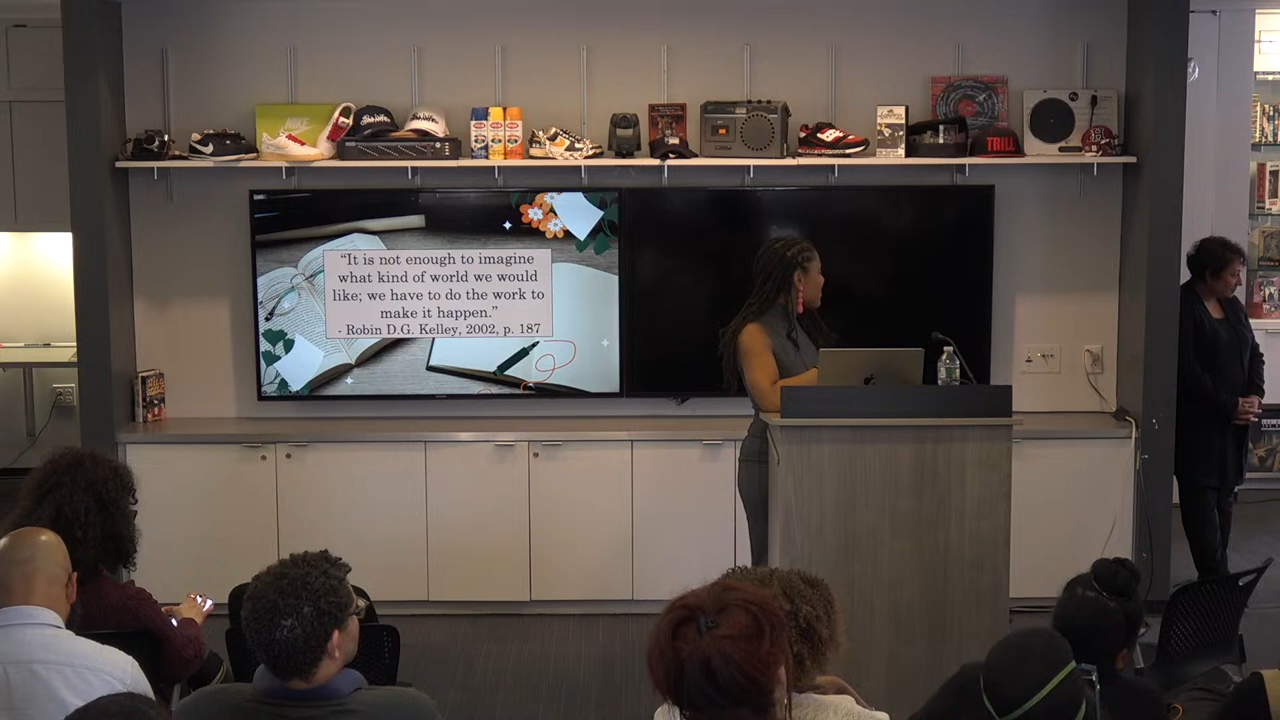 NIKE
TRILL
“It is not enough to imagine
what kind of world we would
like; we have to do the work to
make it happen.”
- Robin D.G. Kelley, 2002, p. 187